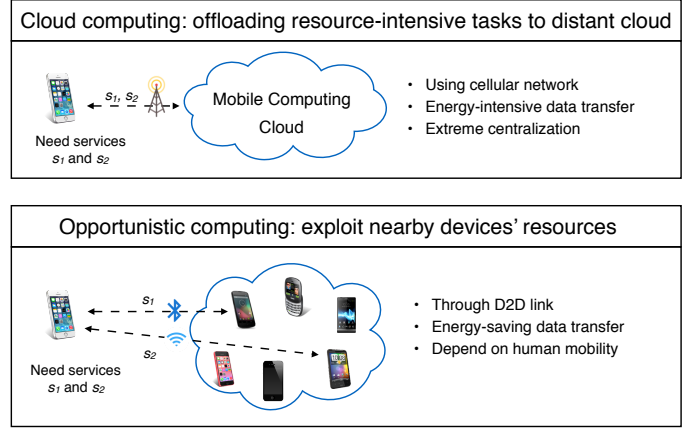 Cloud computing: offloading resource-intensive tasks to distant cloud
s1, s2
Mobile Computing
Cloud
Need services
s1 and s2
• Using cellular network
• Energy-intensive data transfer
• Extreme centralization
Opportunistic computing: exploit nearby devices' resources
s1
s2
Need services
s1 and s2
• Through D2D link
• Energy-saving data transfer
• Depend on human mobility